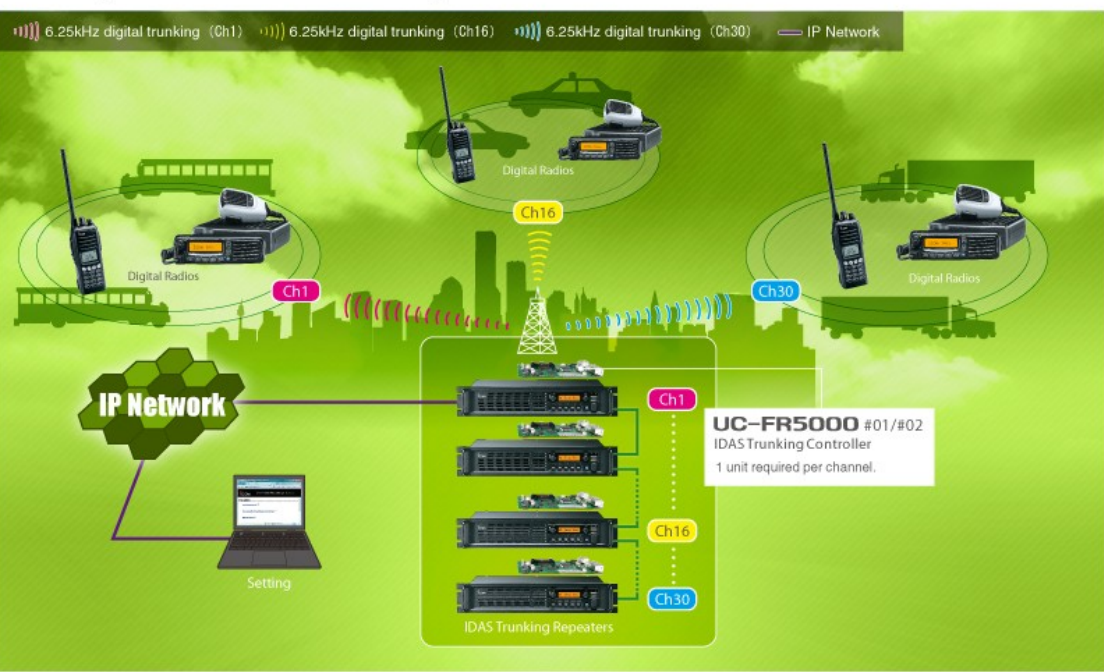 6.25kHz digital trunking (Ch1)
6.25kHz digital trunking (Ch16)
6.25kHz digital trunking (Ch30)
IP Network
Digital Radios
Ch16
Digital Radios
Ch1
Digital Radios
Ch30
IP Network
Ch1
UC-FR5000 #01/#02
IDAS Trunking Controller
1 unit required per channel.
Ch16
Setting
Ch30
IDAS Trunking Repeaters